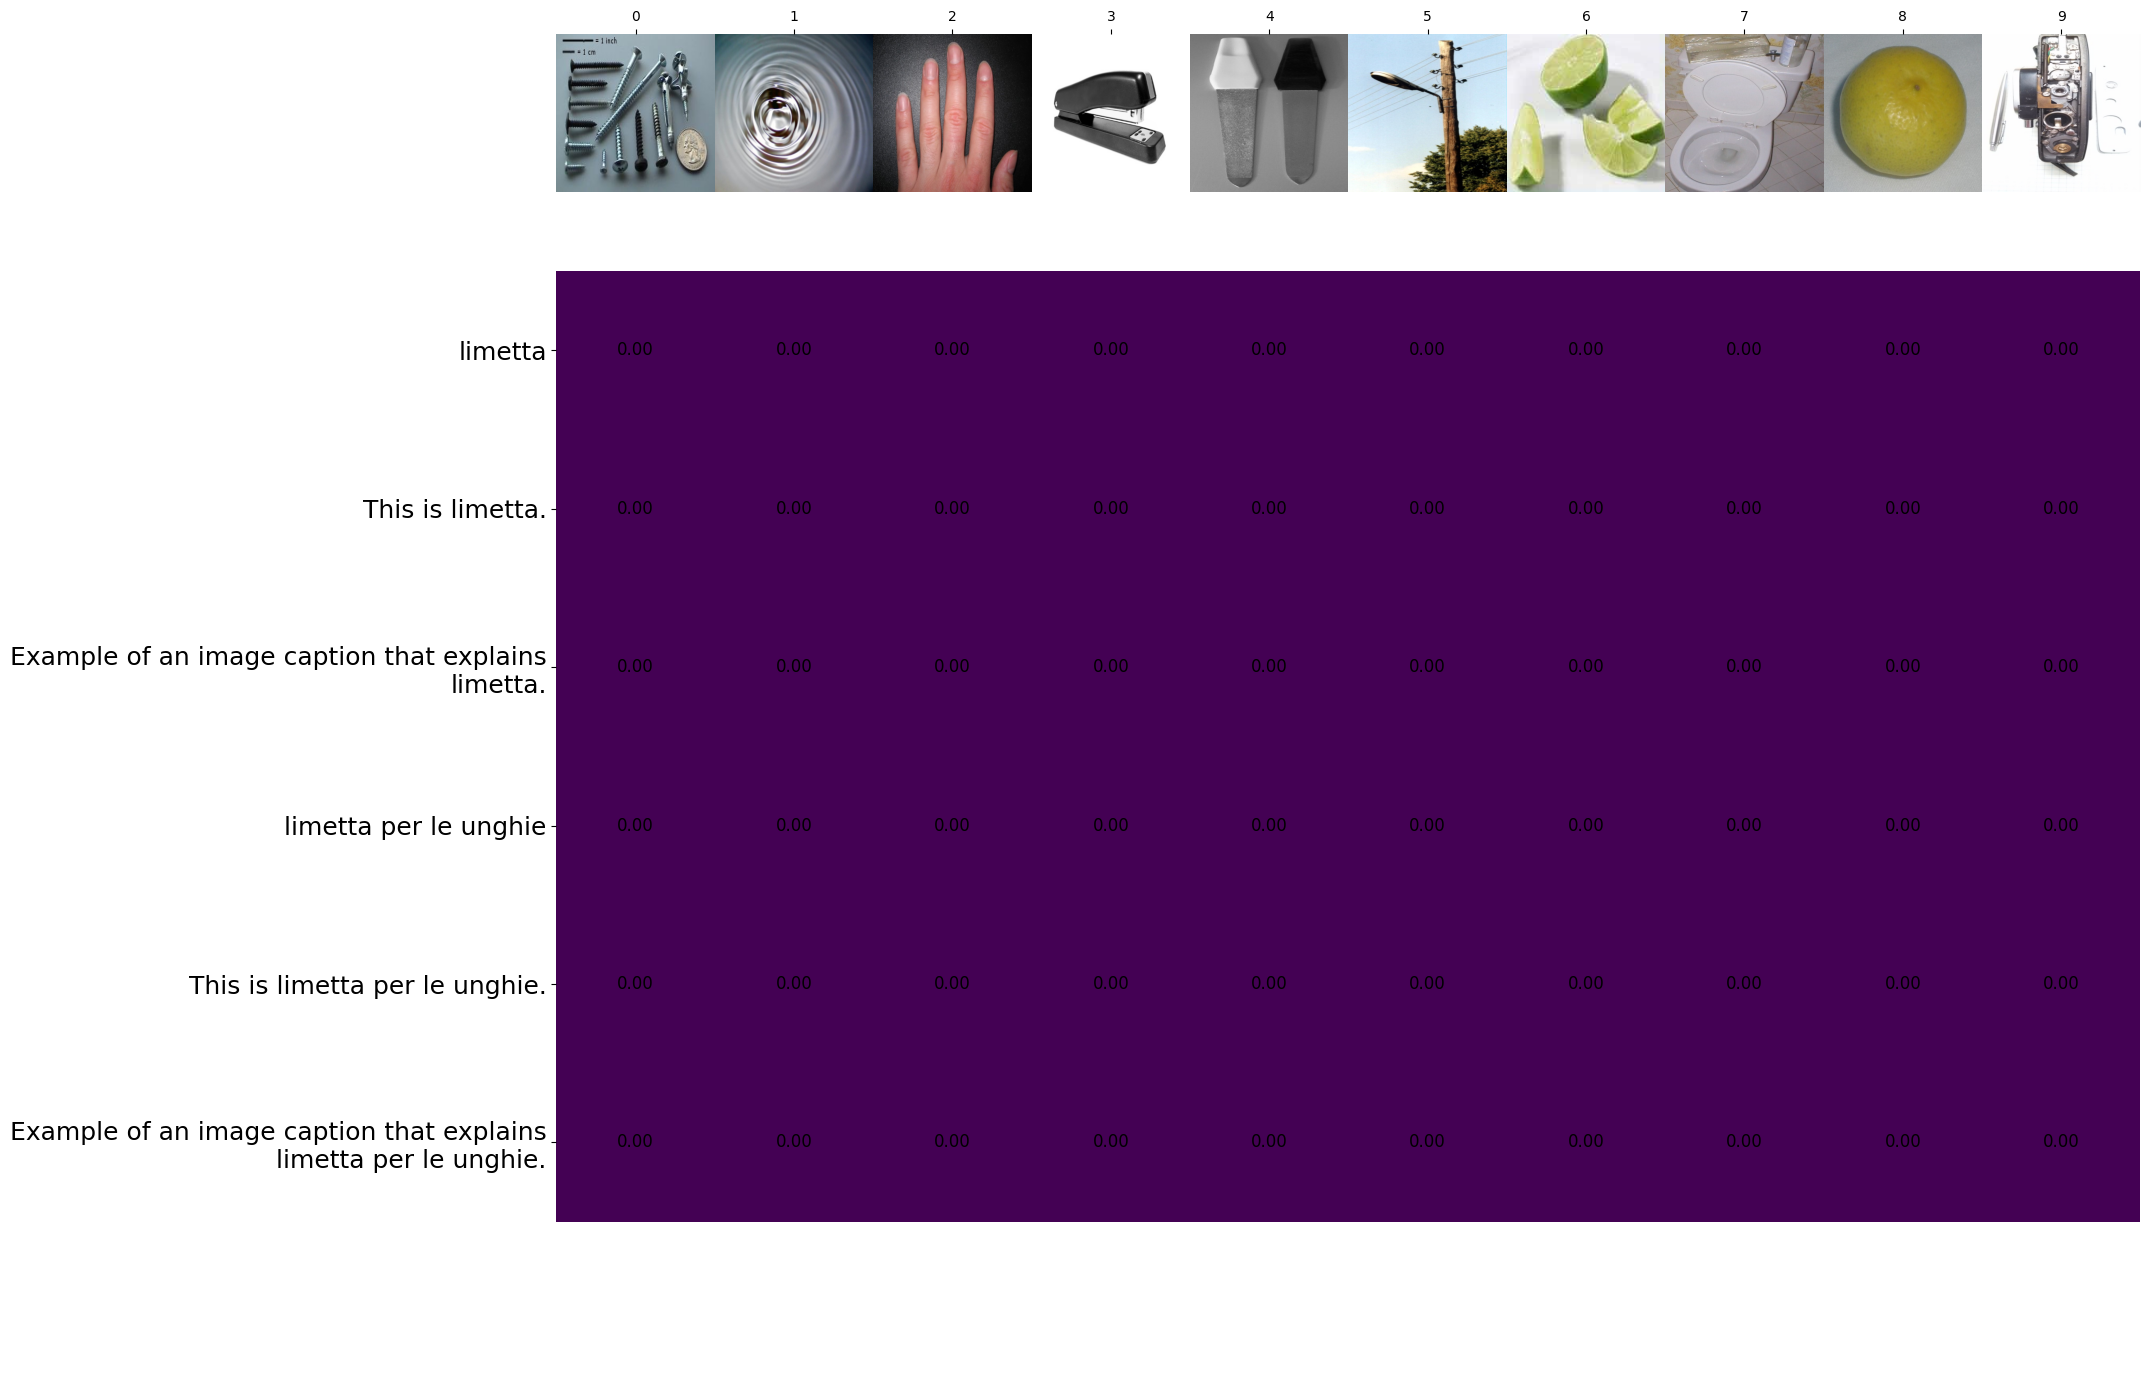 0 1 2 3 4 5 6 7 8 9
= 1 inch
= 1 cm
limetta 0.00 0.00 0.00 0.00 0.00 0.00 0.00 0.00 0.00 0.00
This is limetta. 0.00 0.00 0.00 0.00 0.00 0.00 0.00 0.00 0.00 0.00
Example of an image caption that explains
limetta. 0.00 0.00 0.00 0.00 0.00 0.00 0.00 0.00 0.00 0.00
limetta per le unghie 0.00 0.00 0.00 0.00 0.00 0.00 0.00 0.00 0.00 0.00
This is limetta per le unghie. 0.00 0.00 0.00 0.00 0.00 0.00 0.00 0.00 0.00 0.00
Example of an image caption that explains
limetta per le unghie. 0.00 0.00 0.00 0.00 0.00 0.00 0.00 0.00 0.00 0.00